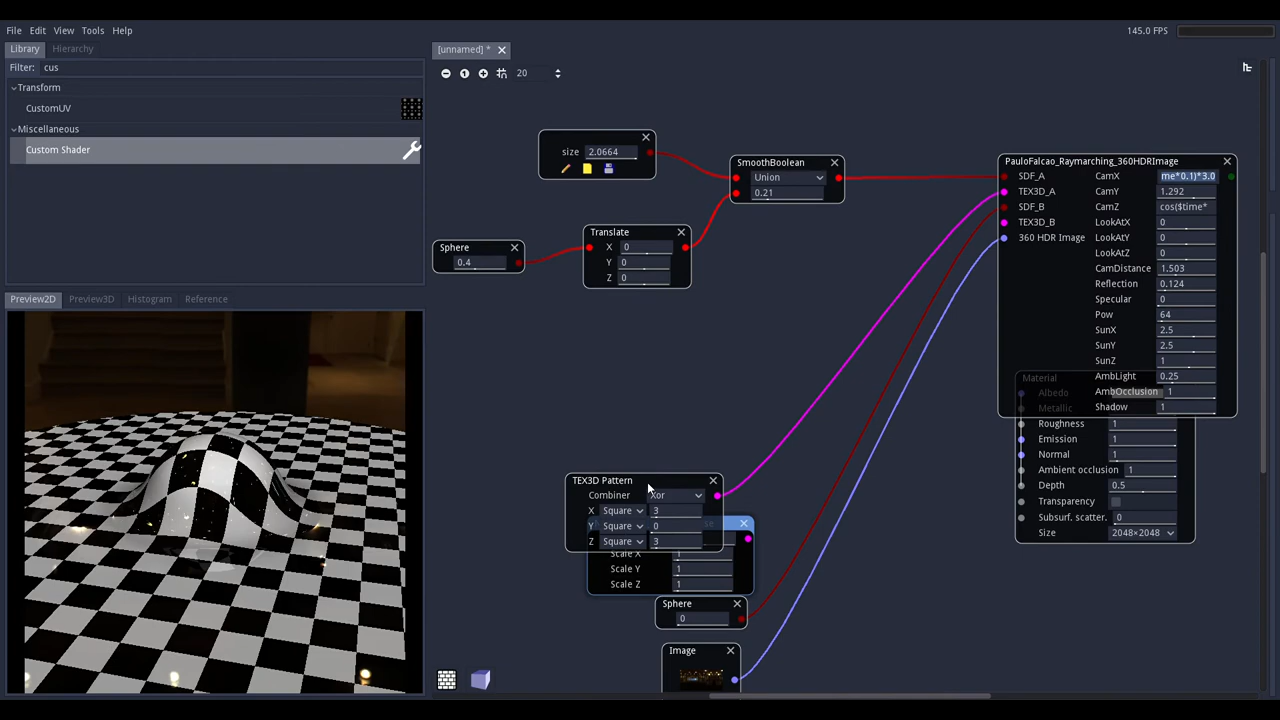 File Edit View Tools Help
145.0 FPS
Library Hierarchy
[unnamed] *
Filter: cus
20
Transform
CustomUV
Miscellaneous
Custom Shader
size 2.0664
SmoothBoolean
Union
0.21
Sphere
0.4
Translate
X 0
Y 0
Z 0
PauloFalcao_Raymarching_360HDRImage
SDF_A CamX me*0.1)*3.0
TEX3D_A CamY 1.292
SDF_B CamZ cos($time*
TEX3D_B LookAtX 0
360 HDR Image LookAtY 0
LookAtZ 0
CamDistance 1.503
Reflection 0.124
Specular 0
Pow 64
SunX 2.5
SunY 2.5
SunZ 1
AmbLight 0.25
AmbOcclusion 1
Shadow 1
Material
Albedo
Metallic
Roughness 1
Emission 1
Normal 1
Ambient occlusion 1
Depth 0.5
Transparency
Subsurf. scatter. 0
Size 2048×2048
Preview2D Preview3D Histogram Reference
TEX3D Pattern
Combiner Xor
X Square 3
Y Square 0
Z Square 3
Scale X 1
Scale Y 1
Scale Z 1
Sphere
0
Image